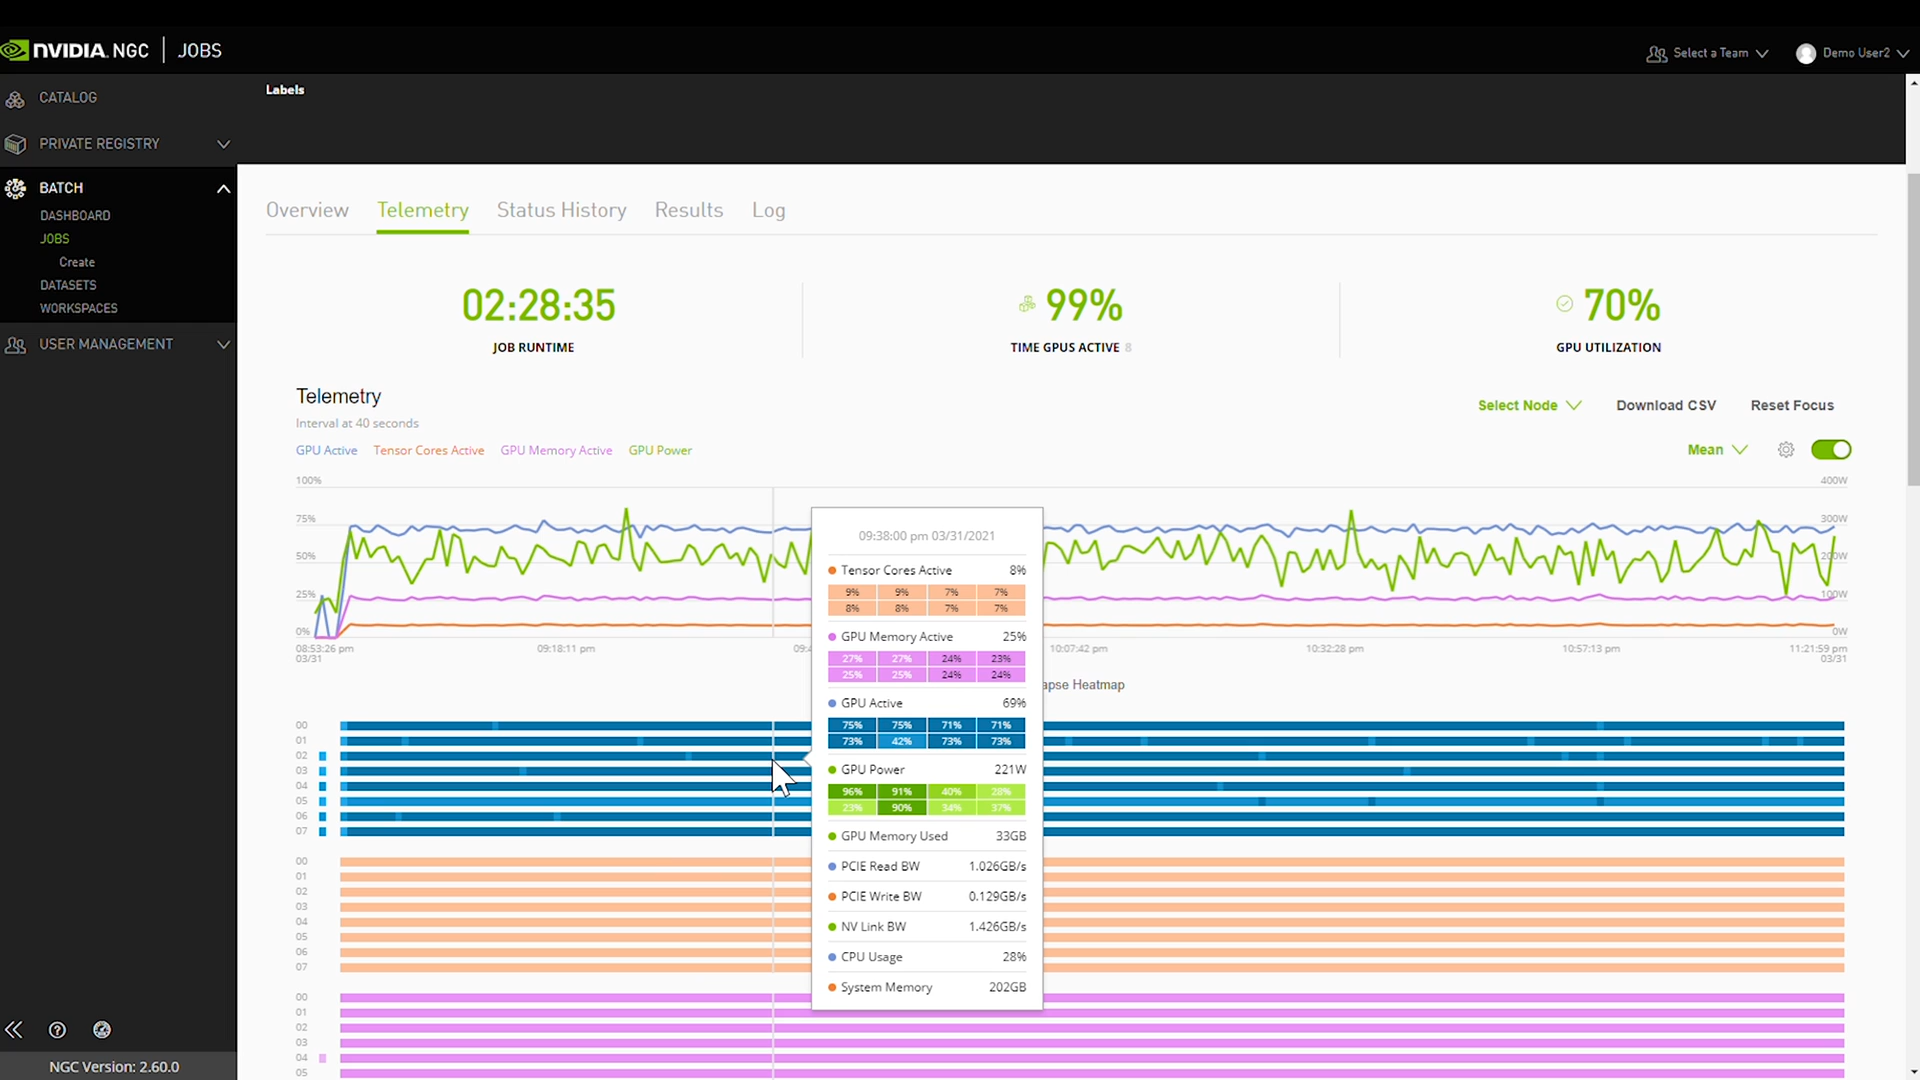 NVIDIA. NGC | JOBS
Select a Team
Demo User2
CATALOG
PRIVATE REGISTRY
BATCH
DASHBOARD
JOBS
Create
DATASETS
WORKSPACES
USER MANAGEMENT
NGC Version: 2.60.0
Labels
Overview Telemetry Status History Results Log
02:28:35 99% 70%
JOB RUNTIME TIME GPUS ACTIVE 8 GPU UTILIZATION
Telemetry
Interval at 40 seconds
Select Node Download CSV Reset Focus
GPU Active Tensor Cores Active GPU Memory Active GPU Power
Mean
100% 400W
75% 300W
50% 200W
25% 100W
0% 0W
08:53:26 pm 09:18:11 pm 09:4 10:07:42 pm 10:32:28 pm 10:57:13 pm 11:21:59 pm
03/31 03/31
apse Heatmap
09:38:00 pm 03/31/2021
Tensor Cores Active 8%
9% 9% 7% 7%
8% 8% 7% 7%
GPU Memory Active 25%
27% 27% 24% 23%
25% 25% 24% 24%
GPU Active 69%
75% 75% 71% 71%
73% 42% 73% 73%
GPU Power 221W
96% 91% 40% 28%
23% 90% 34% 37%
GPU Memory Used 33GB
PCIE Read BW 1.026GB/s
PCIE Write BW 0.129GB/s
NV Link BW 1.426GB/s
CPU Usage 28%
System Memory 202GB
00
01
02
03
04
05
06
07
00
01
02
03
04
05
06
07
00
01
02
03
04
05